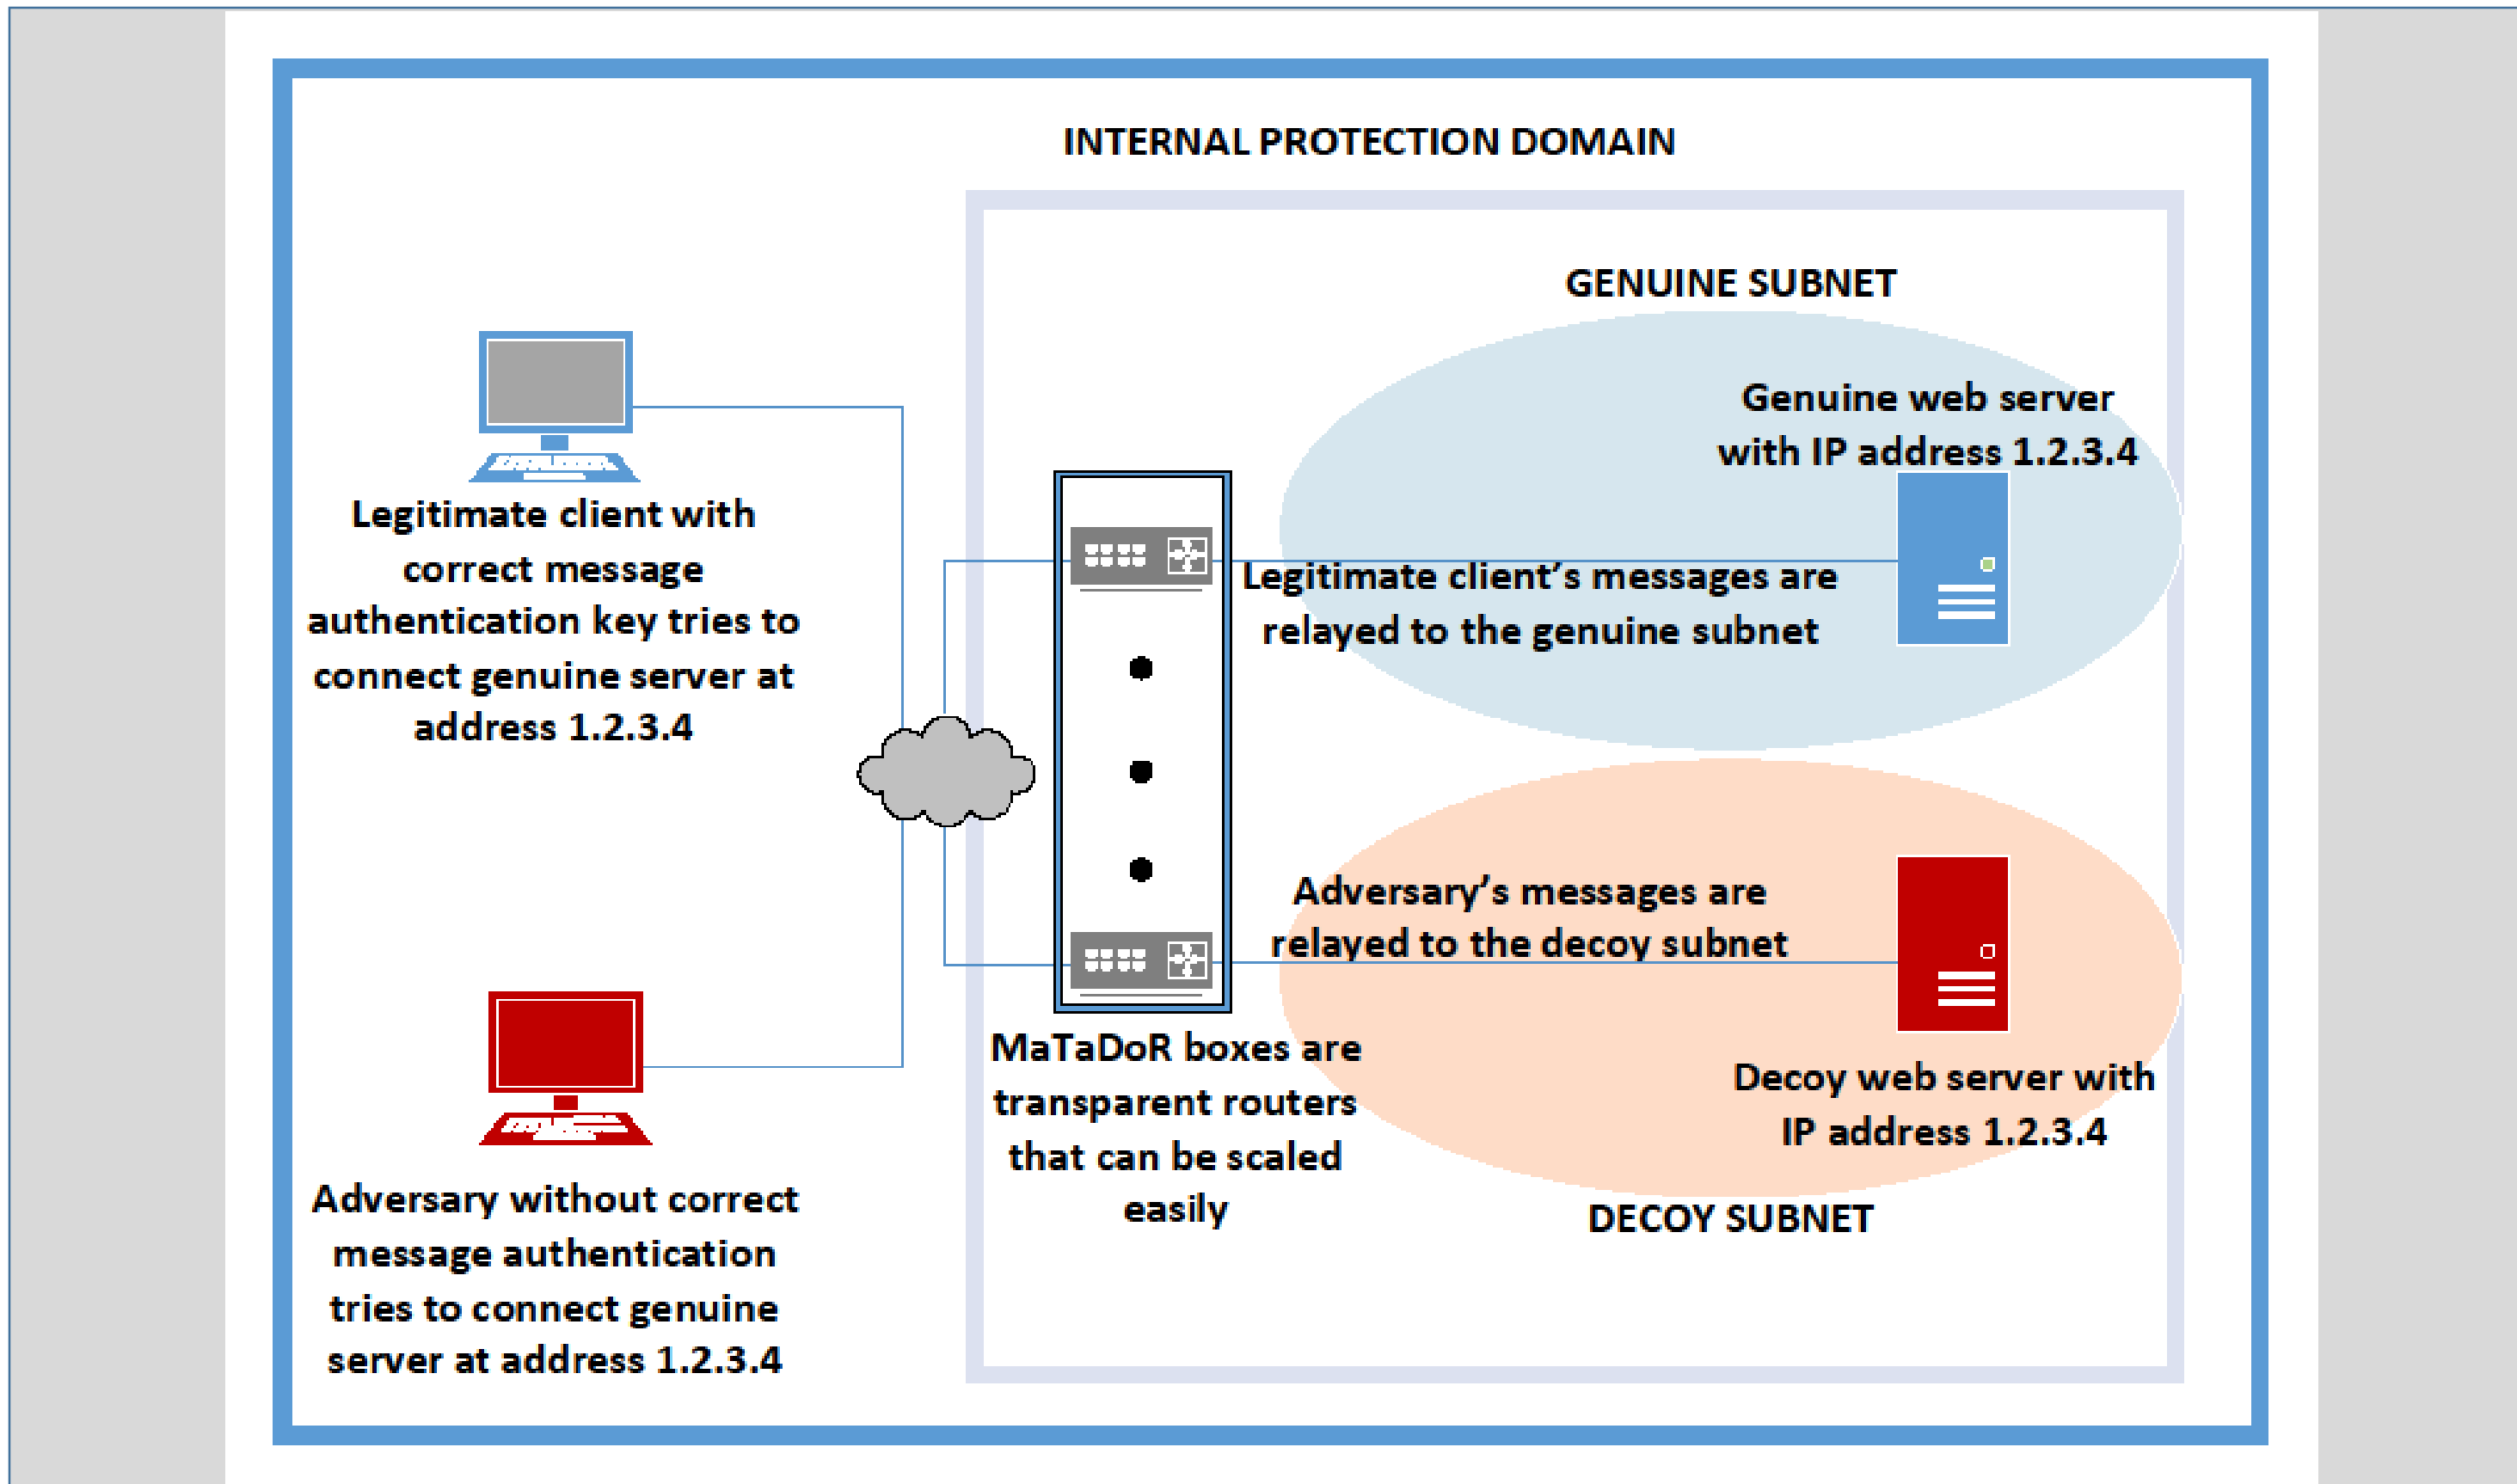 INTERNAL PROTECTION DOMAIN
GENUINE SUBNET
Genuine web server
with IP address 1.2.3.4
Legitimate client with
correct message
authentication key tries to
connect genuine server at
address 1.2.3.4
Legitimate client's messages are
relayed to the genuine subnet
Adversary's messages are
relayed to the decoy subnet
MaTaDoR boxes are
transparent routers
that can be scaled
easily
Decoy web server with
IP address 1.2.3.4
DECOY SUBNET
Adversary without correct
message authentication
tries to connect genuine
server at address 1.2.3.4